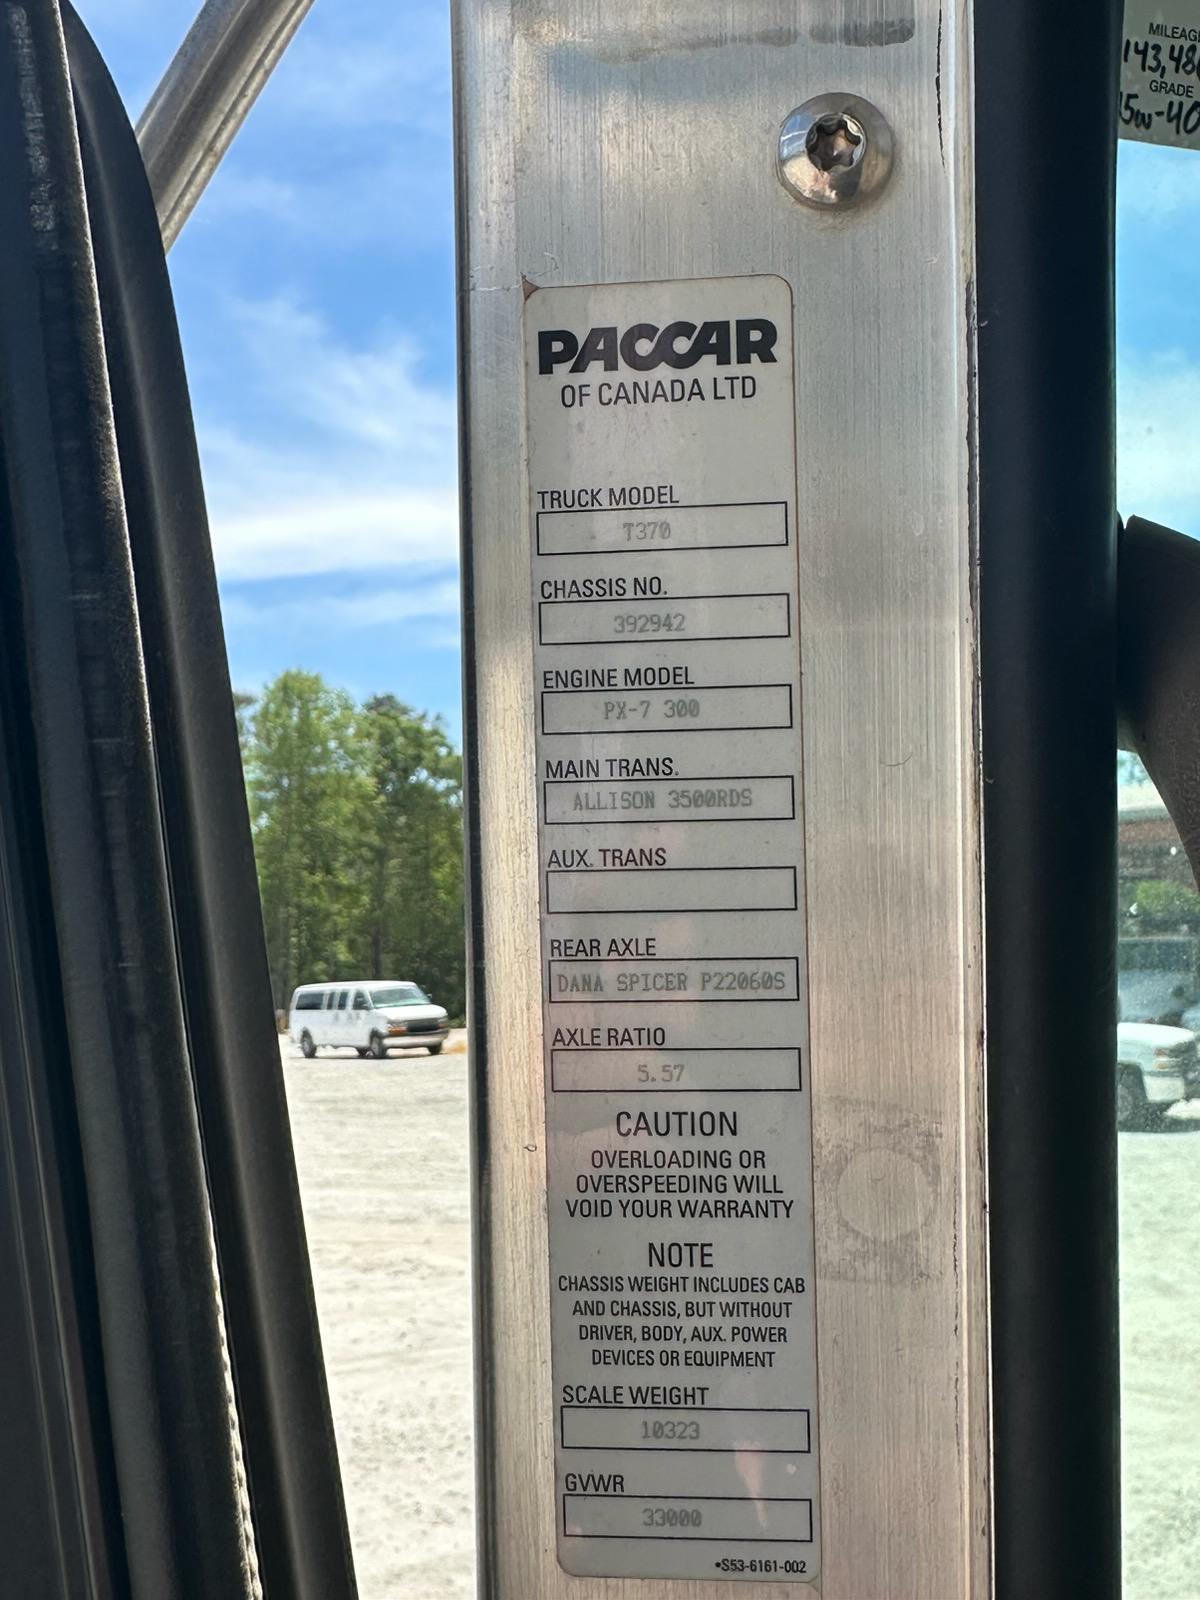 MILEAGE
GRADE
15W-40
PACCAR
OF CANADA LTD
TRUCK MODEL
T370
CHASSIS NO.
392942
ENGINE MODEL
PX-7 300
MAIN TRANS.
ALLISON 3500RDS
AUX. TRANS
REAR AXLE
DANA SPICER P22060S
AXLE RATIO
5.57
CAUTION
OVERLOADING OR
OVERSPEEDING WILL
VOID YOUR WARRANTY
NOTE
CHASSIS WEIGHT INCLUDES CAB
AND CHASSIS, BUT WITHOUT
DRIVER, BODY, AUX. POWER
DEVICES OR EQUIPMENT
SCALE WEIGHT
10323
GVWR
33000
•S53-6161-002